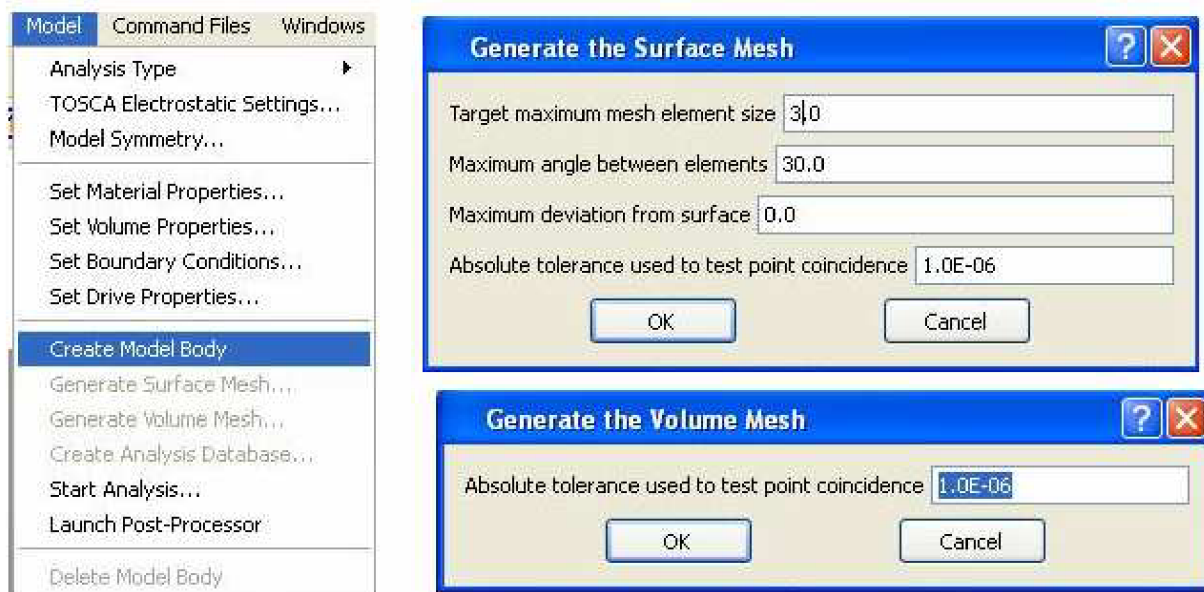 Model Command Files Windows
Analysis Type
TOSCA Electrostatic Settings...
Model Symmetry...
Set Material Properties...
Set Volume Properties...
Set Boundary Conditions...
Set Drive Properties...
Create Model Body
Generate Surface Mesh...
Generate Volume Mesh...
Create Analysis Database...
Start Analysis...
Launch Post-Processor
Delete Model Body
Generate the Surface Mesh
Target maximum mesh element size 3.0
Maximum angle between elements 30.0
Maximum deviation from surface 0.0
Absolute tolerance used to test point coincidence 1.0E-06
OK Cancel
Generate the Volume Mesh
Absolute tolerance used to test point coincidence 1.0E-06
OK Cancel